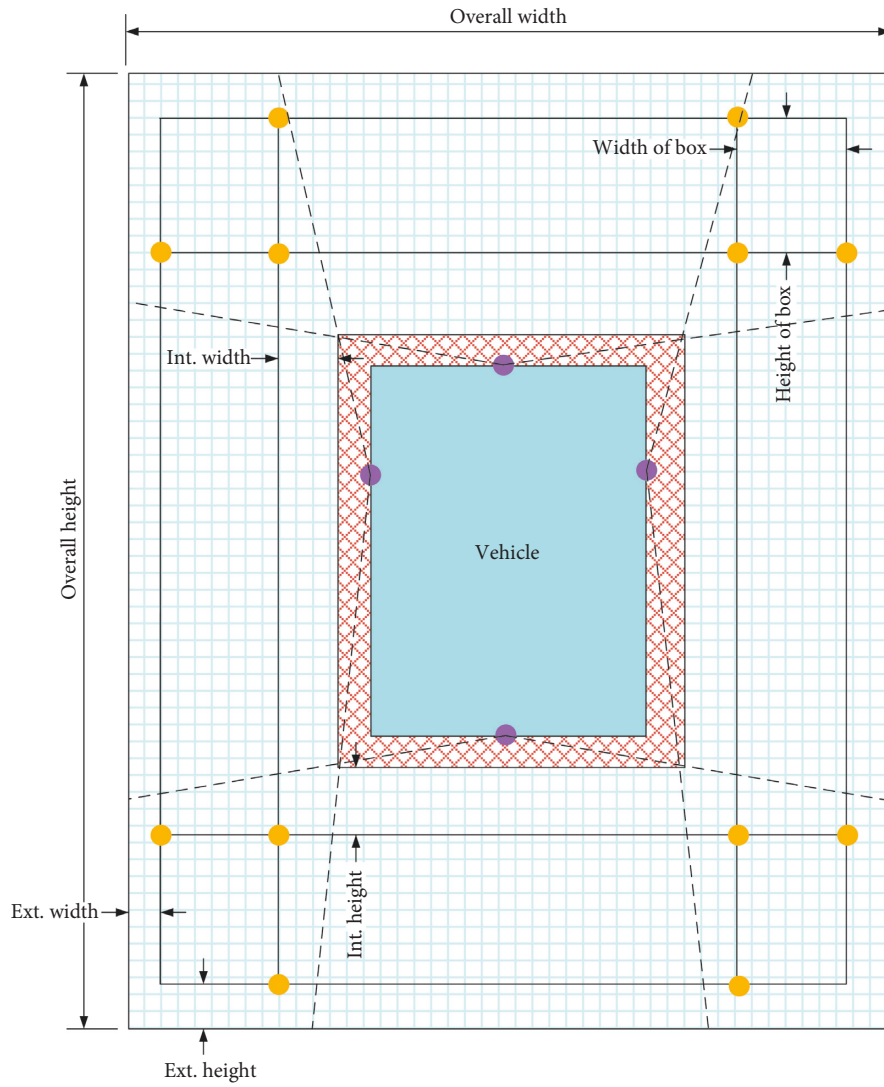 Overall width
Width of box
Height of box
Int. width
Overall height
Vehicle
Int. height
Ext. width
Ext. height